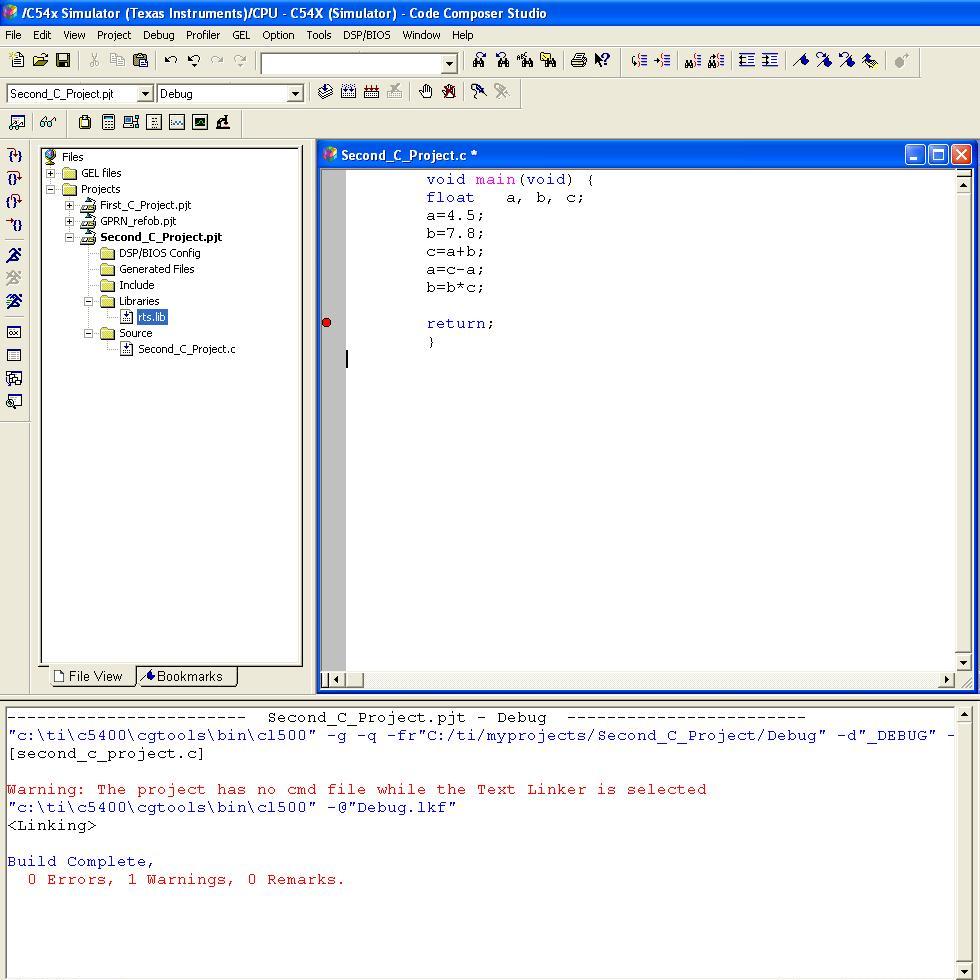 /C54x Simulator (Texas Instruments)/CPU - C54X (Simulator) - Code Composer Studio
File Edit View Project Debug Profiler GEL Option Tools DSP/BIOS Window Help
Second_C_Project.pjt Debug
Files
GEL files
Projects
First_C_Project.pjt
GPRN_refob.pjt
Second_C_Project.pjt
DSP/BIOS Config
Generated Files
Include
Libraries
rts.lib
Source
Second_C_Project.c
File View Bookmarks
Second_C_Project.c *
void main(void) {
float a, b, c;
a=4.5;
b=7.8;
c=a+b;
a=c-a;
b=b*c;
return;
}
------------------------ Second_C_Project.pjt - Debug ------------------------
"c:\ti\c5400\cgtools\bin\cl500" -g -q -fr"C:/ti/myprojects/Second_C_Project/Debug" -d"_DEBUG" -
[second_c_project.c]
Warning: The project has no cmd file while the Text Linker is selected
"c:\ti\c5400\cgtools\bin\cl500" -@"Debug.lkf"
<Linking>
Build Complete,
0 Errors, 1 Warnings, 0 Remarks.